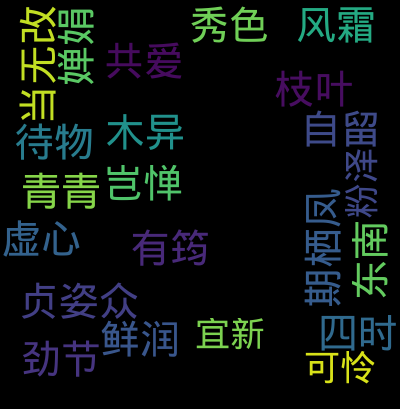 当无改
婵娟
共爱
秀色
风霜
枝叶
待物
木异
自留
粉泽
青青
岂惮
虚心
有筠
期栖凤
东南
贞姿众
劲节
鲜润
宜新
四时
可怜